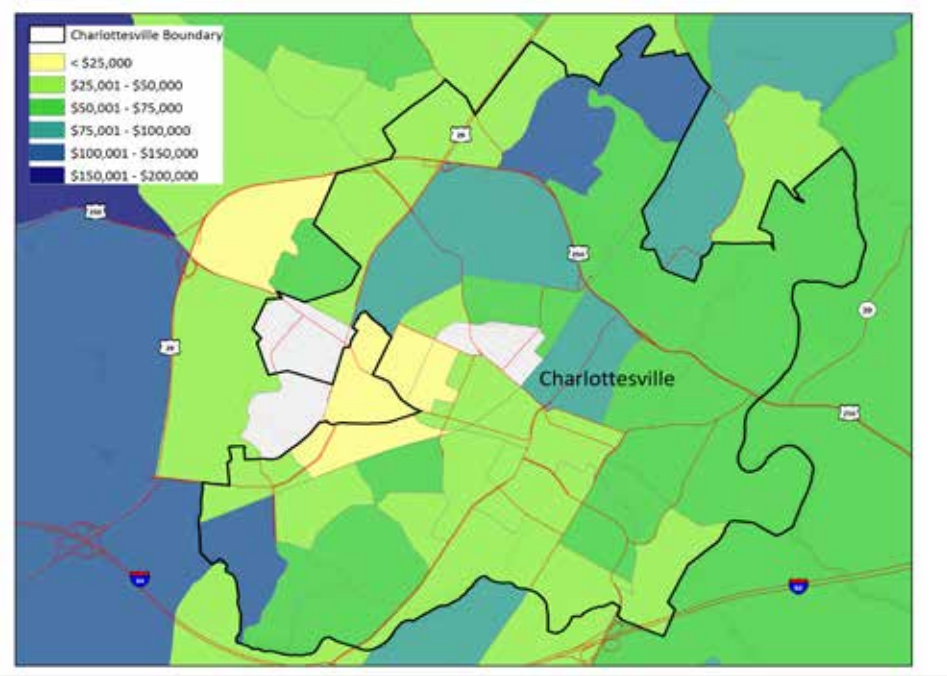 Charlottesville Boundary
< $25,000
$25,001 - $50,000
$50,001 - $75,000
$75,001 - $100,000
$100,001 - $150,000
$150,001 - $200,000
29
250
250
20
29
Charlottesville
250
64
64